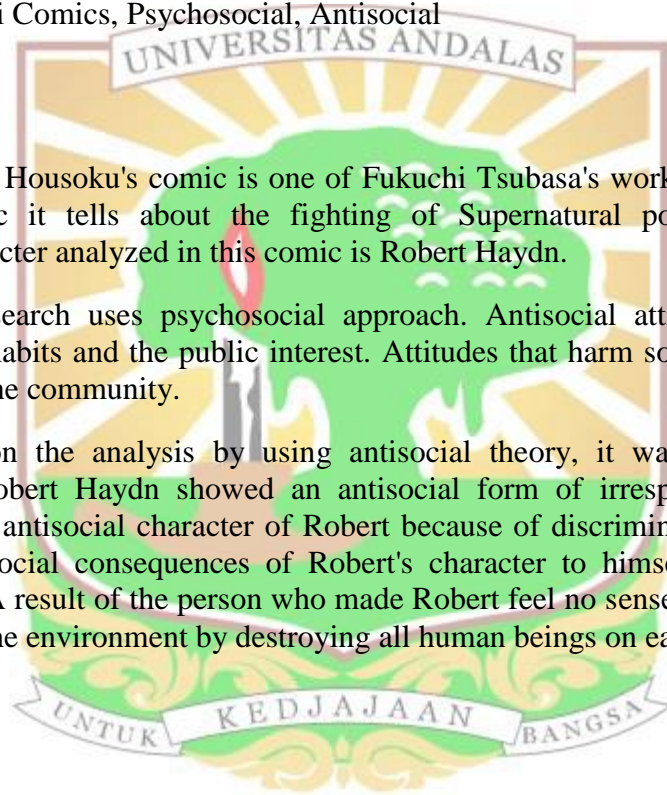 i Comics, Psychosocial, Antisocial
UNIVERSITAS ANDALAS
Housoku's comic is one of Fukuchi Tsubasa's work
c it tells about the fighting of Supernatural po
cter analyzed in this comic is Robert Haydn.
search uses psychosocial approach. Antisocial att
abits and the public interest. Attitudes that harm so
he community.
on the analysis by using antisocial theory, it wa
obert Haydn showed an antisocial form of irresp
antisocial character of Robert because of discrimin
ocial consequences of Robert's character to himse
A result of the person who made Robert feel no sense
he environment by destroying all human beings on ea
UNTUK KEDJAJAAN BANGSA